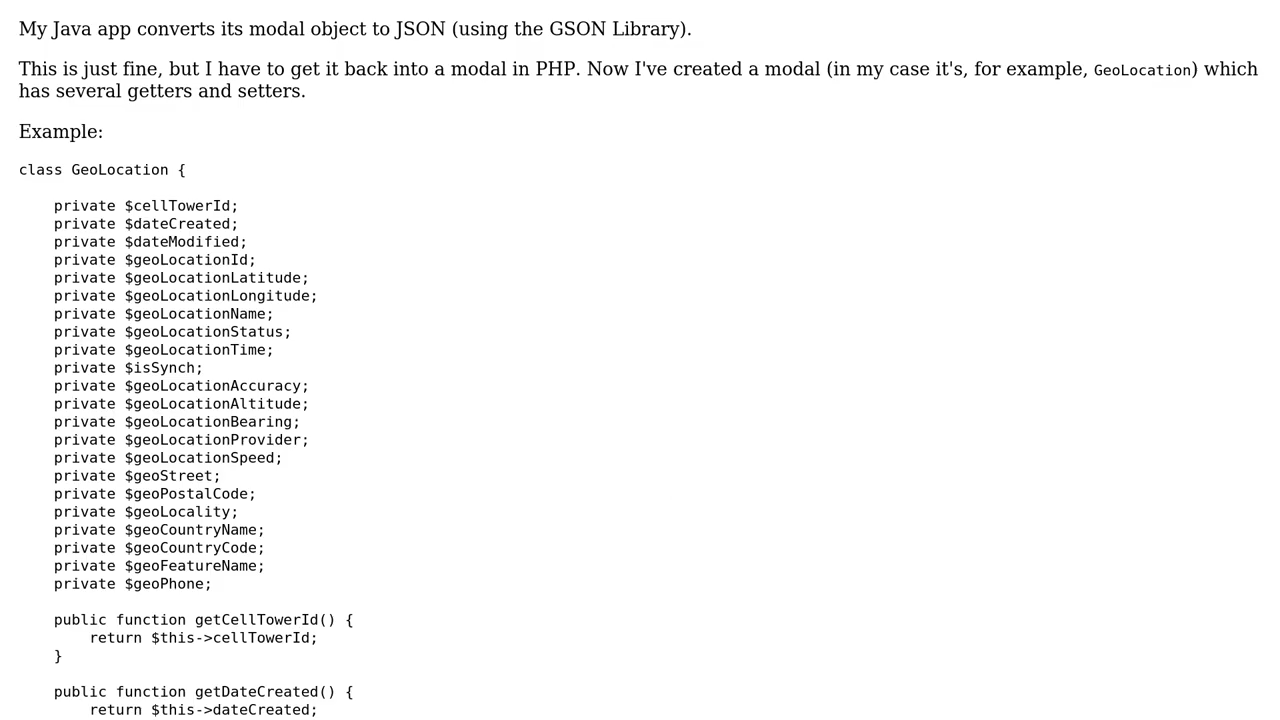 My Java app converts its modal object to JSON (using the GSON Library).
This is just fine, but I have to get it back into a modal in PHP. Now I've created a modal (in my case it's, for example, GeoLocation) which
has several getters and setters.
Example:
class GeoLocation {
    private $cellTowerId;
    private $dateCreated;
    private $dateModified;
    private $geoLocationId;
    private $geoLocationLatitude;
    private $geoLocationLongitude;
    private $geoLocationName;
    private $geoLocationStatus;
    private $geoLocationTime;
    private $isSynch;
    private $geoLocationAccuracy;
    private $geoLocationAltitude;
    private $geoLocationBearing;
    private $geoLocationProvider;
    private $geoLocationSpeed;
    private $geoStreet;
    private $geoPostalCode;
    private $geoLocality;
    private $geoCountryName;
    private $geoCountryCode;
    private $geoFeatureName;
    private $geoPhone;
    public function getCellTowerId() {
        return $this->cellTowerId;
    }
    public function getDateCreated() {
        return $this->dateCreated;